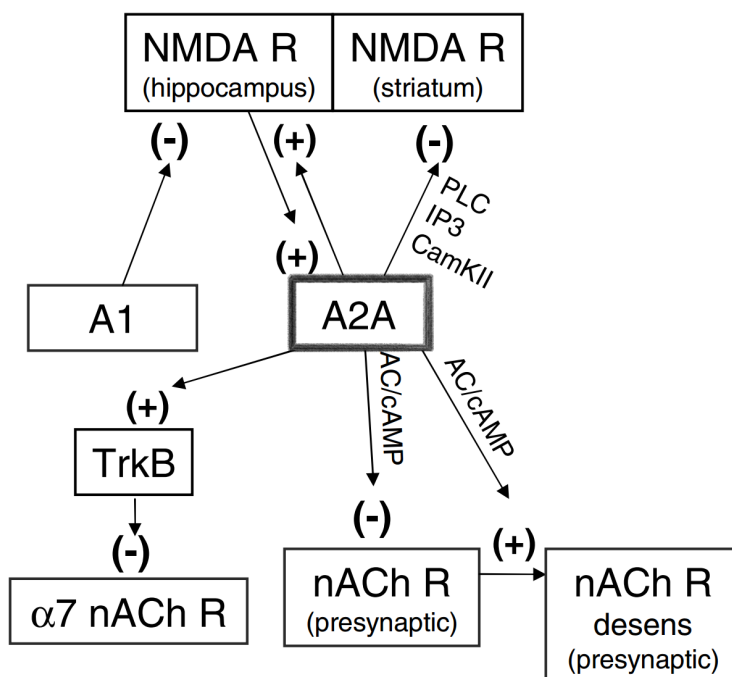 NMDA R
(hippocampus)
NMDA R
(striatum)
(-)
(+)
(-)
PLC
IP3
CamKII
(+)
A1
A2A
AC/cAMP
AC/cAMP
(+)
TrkB
(-)
(+)
(-)
α7 nACh R
nACh R
(presynaptic)
nACh R
desens
(presynaptic)